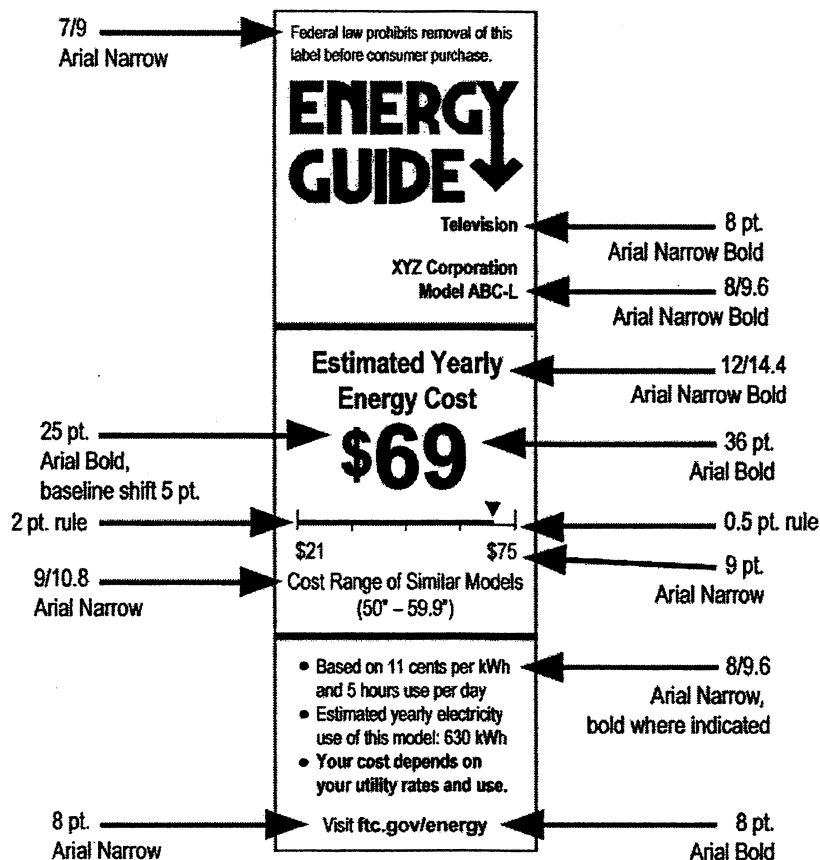 7/9
Arial Narrow
Federal law prohibits removal of this
label before consumer purchase.
ENERGY
GUIDE
Television
8 pt.
Arial Narrow Bold
XYZ Corporation
Model ABC-L
8/9.6
Arial Narrow Bold
Estimated Yearly
Energy Cost
12/14.4
Arial Narrow Bold
25 pt.
Arial Bold,
baseline shift 5 pt.
$69
36 pt.
Arial Bold
2 pt. rule
0.5 pt. rule
$21 $75
9 pt.
Arial Narrow
9/10.8
Arial Narrow
Cost Range of Similar Models
(50" – 59.9")
• Based on 11 cents per kWh
and 5 hours use per day
• Estimated yearly electricity
use of this model: 630 kWh
• Your cost depends on
your utility rates and use.
8/9.6
Arial Narrow,
bold where indicated
8 pt.
Arial Narrow
Visit ftc.gov/energy
8 pt.
Arial Bold